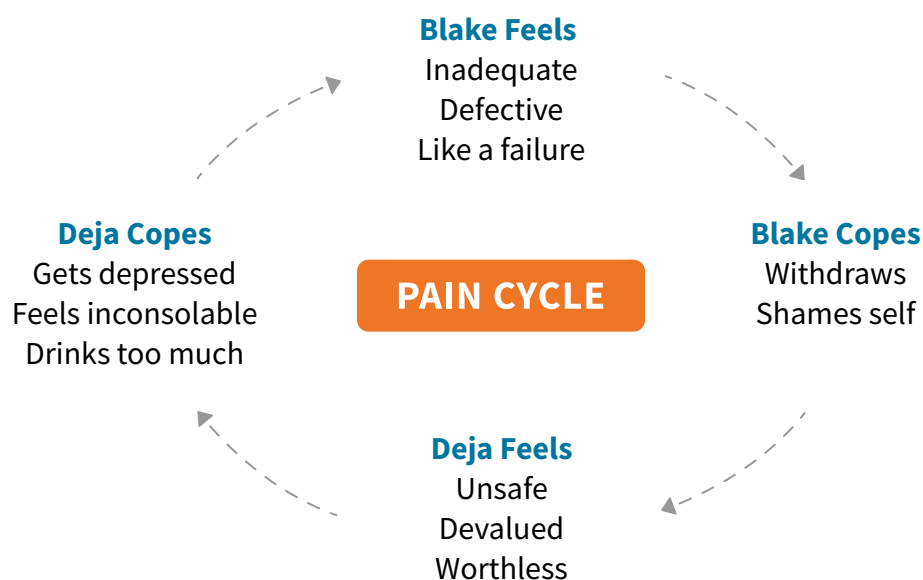 Blake Feels
Inadequate
Defective
Like a failure
Deja Copes
Gets depressed
Feels inconsolable
Drinks too much
PAIN CYCLE
Blake Copes
Withdraws
Shames self
Deja Feels
Unsafe
Devalued
Worthless